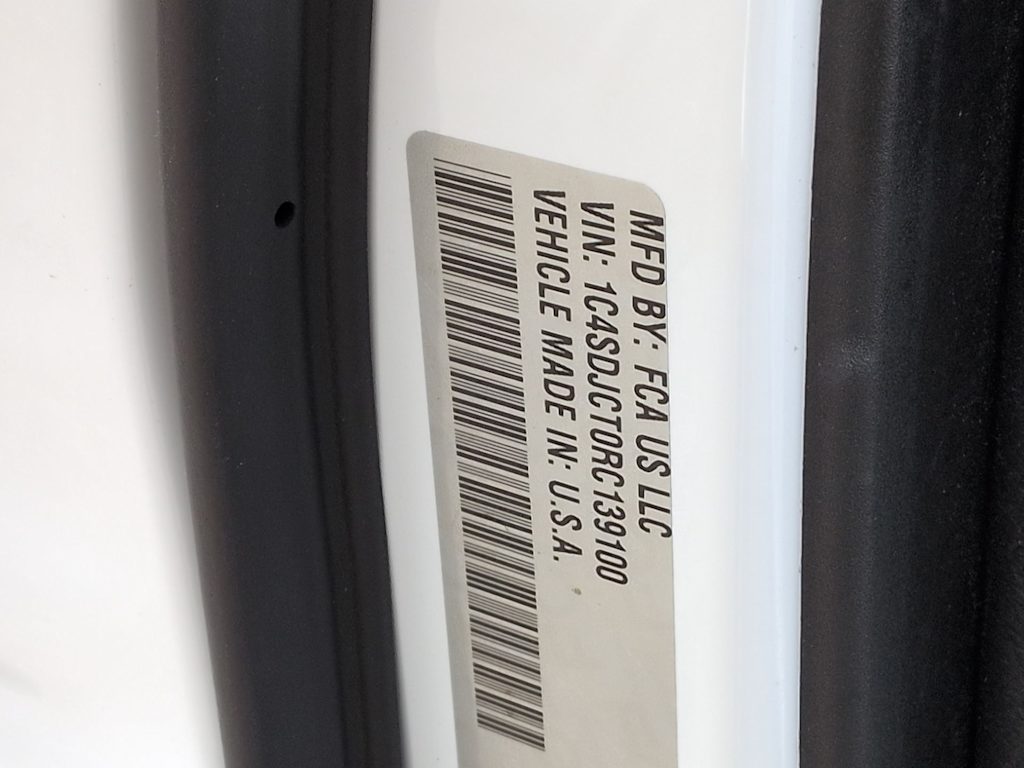 MFD BY: FCA US LLC
VIN: 1C4SDJCT0RC139100
VEHICLE MADE IN: U.S.A.